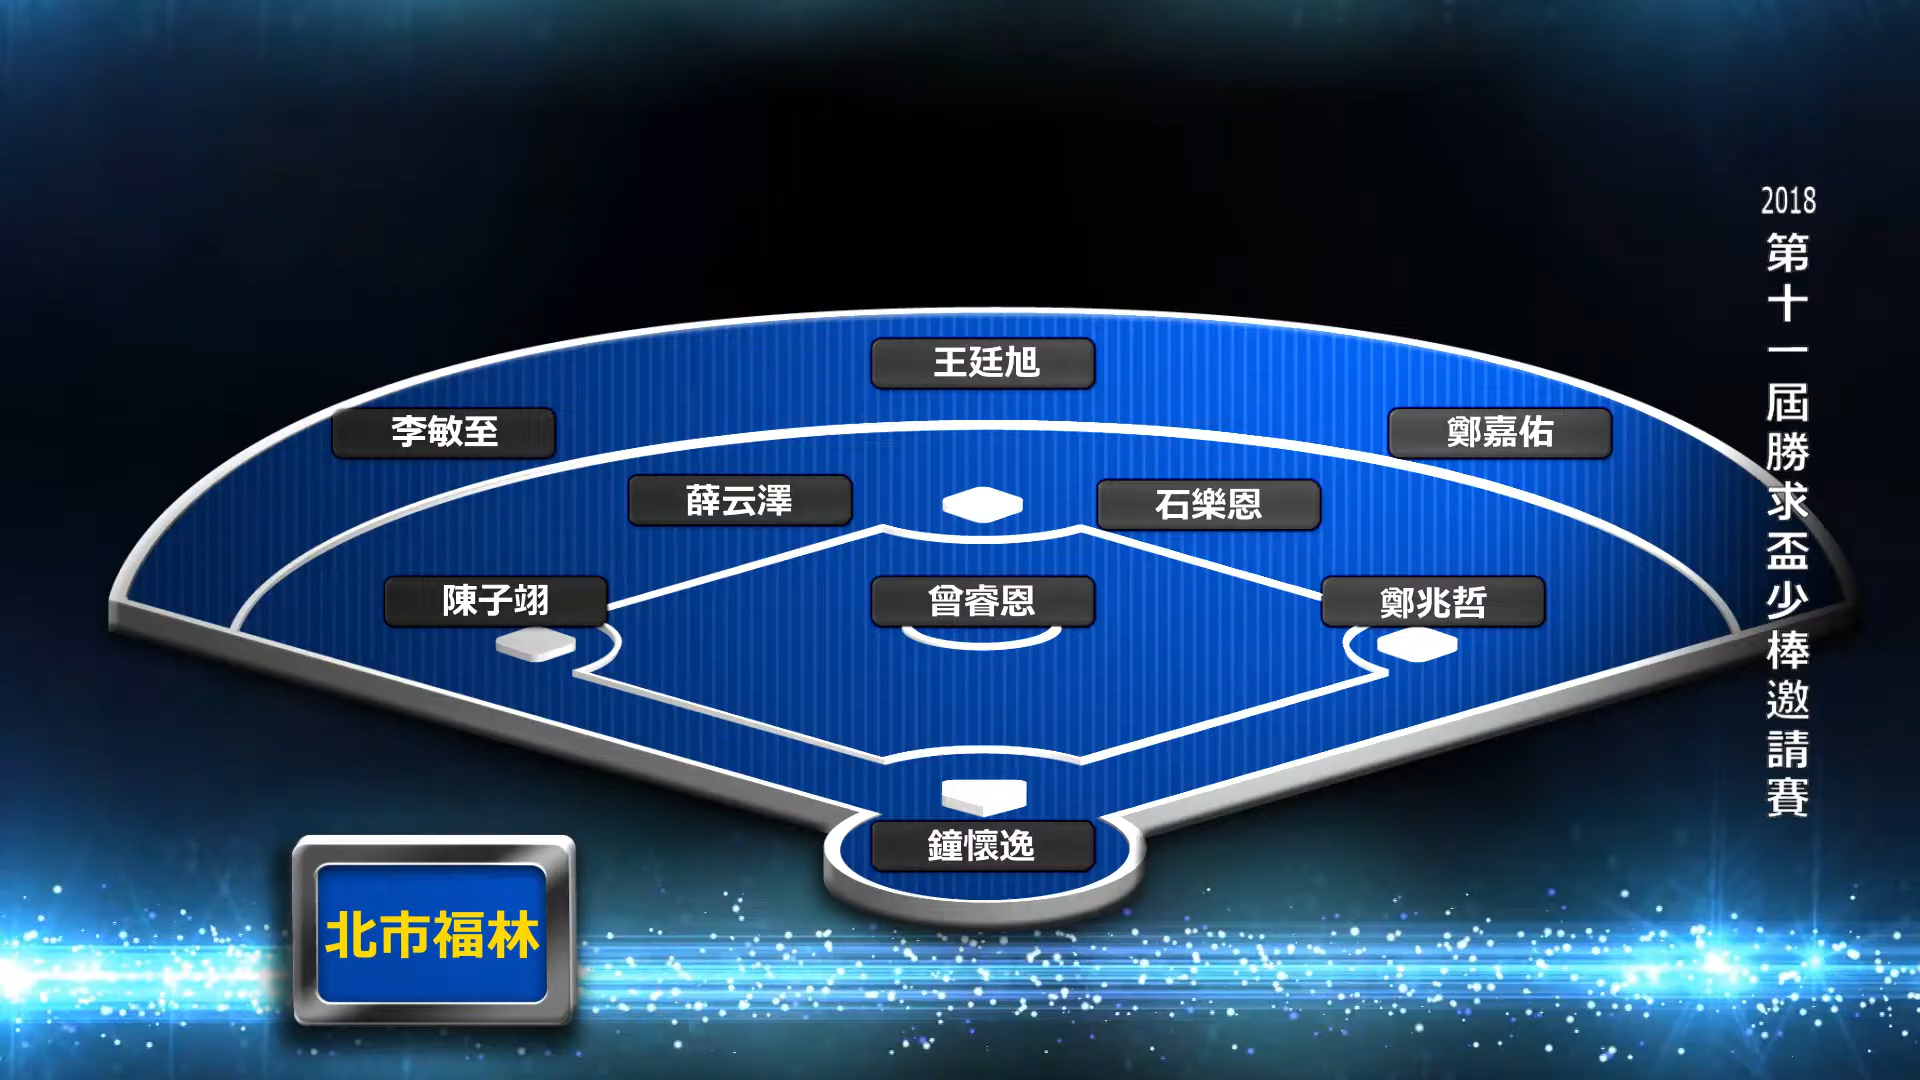 2018
第十一屆勝求盃少棒邀請賽
王廷旭
李敏至
鄭嘉佑
薛云澤
石樂恩
陳子翊
曾睿恩
鄭兆哲
鐘懷逸
北市福林